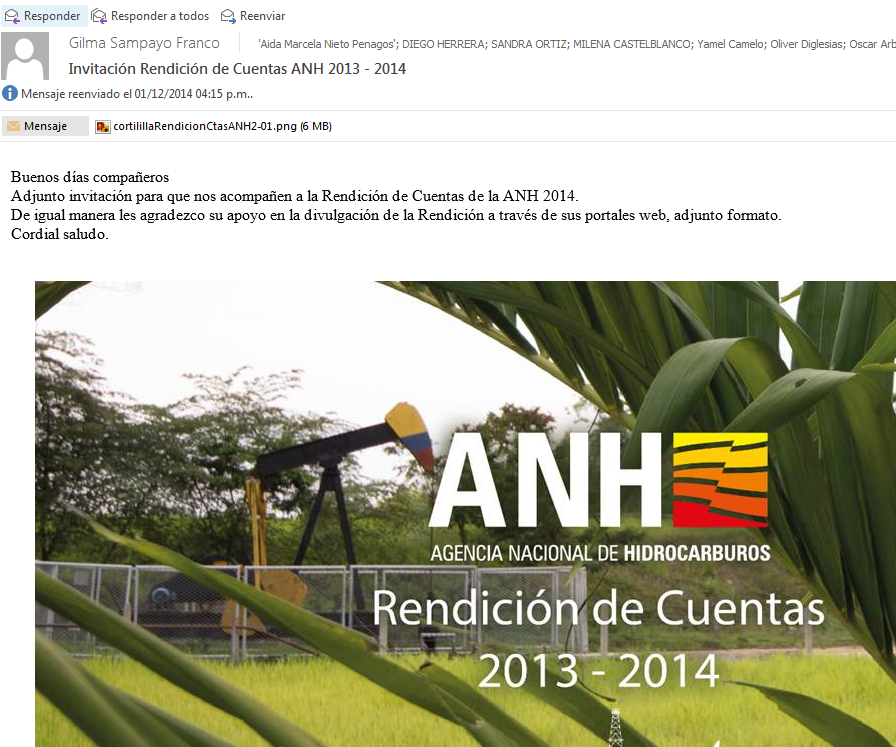 Responder Responder a todos Reenviar
Gilma Sampayo Franco 'Aida Marcela Nieto Penagos'; DIEGO HERRERA; SANDRA ORTIZ; MILENA CASTELBLANCO; Yamel Camelo; Oliver Diglesias; Oscar Arb
Invitación Rendición de Cuentas ANH 2013 - 2014
Mensaje reenviado el 01/12/2014 04:15 p.m..
Mensaje cortilillaRendicionCtasANH2-01.png (6 MB)
Buenos días compañeros
Adjunto invitación para que nos acompañen a la Rendición de Cuentas de la ANH 2014.
De igual manera les agradezco su apoyo en la divulgación de la Rendición a través de sus portales web, adjunto formato.
Cordial saludo.
ANH
AGENCIA NACIONAL DE HIDROCARBUROS
Rendición de Cuentas
2013 - 2014